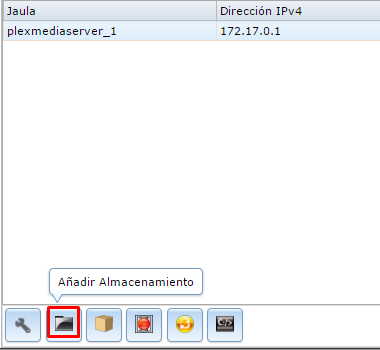 Jaula Dirección IPv4
plexmediaserver_1 172.17.0.1
Añadir Almacenamiento